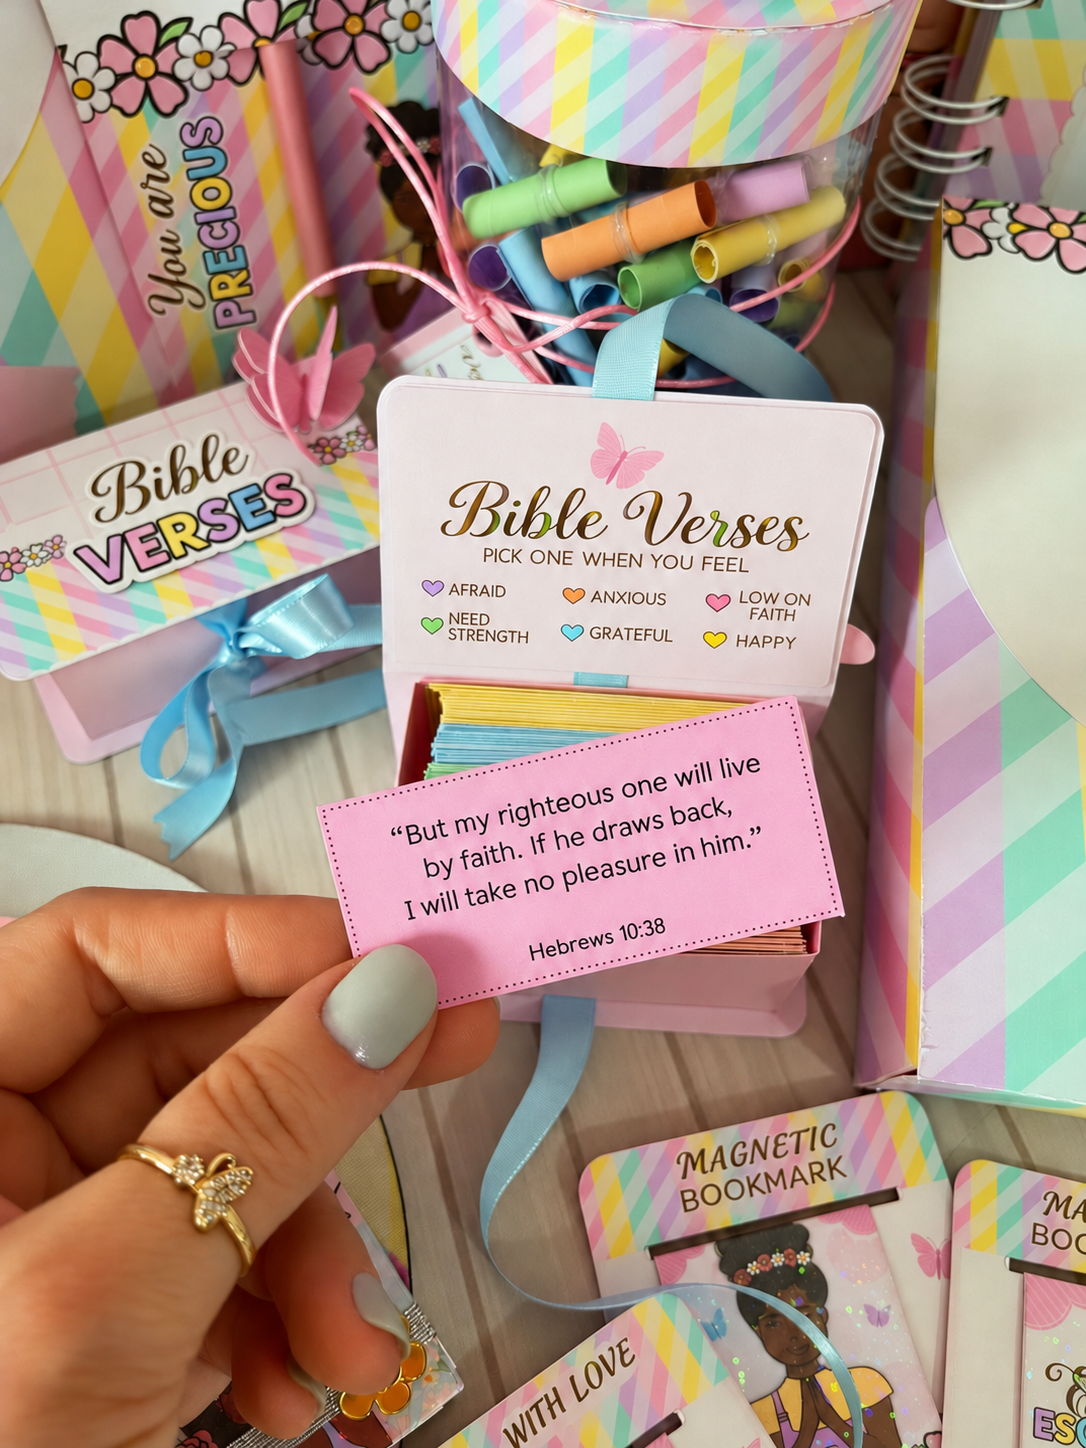 You are
PRECIOUS
Bible
VERSES
Bible Verses
PICK ONE WHEN YOU FEEL
AFRAID
ANXIOUS
LOW ON
FAITH
NEED
STRENGTH
GRATEFUL
HAPPY
“But my righteous one will live
by faith. If he draws back,
I will take no pleasure in him.”
Hebrews 10:38
MAGNETIC
BOOKMARK
WITH LOVE